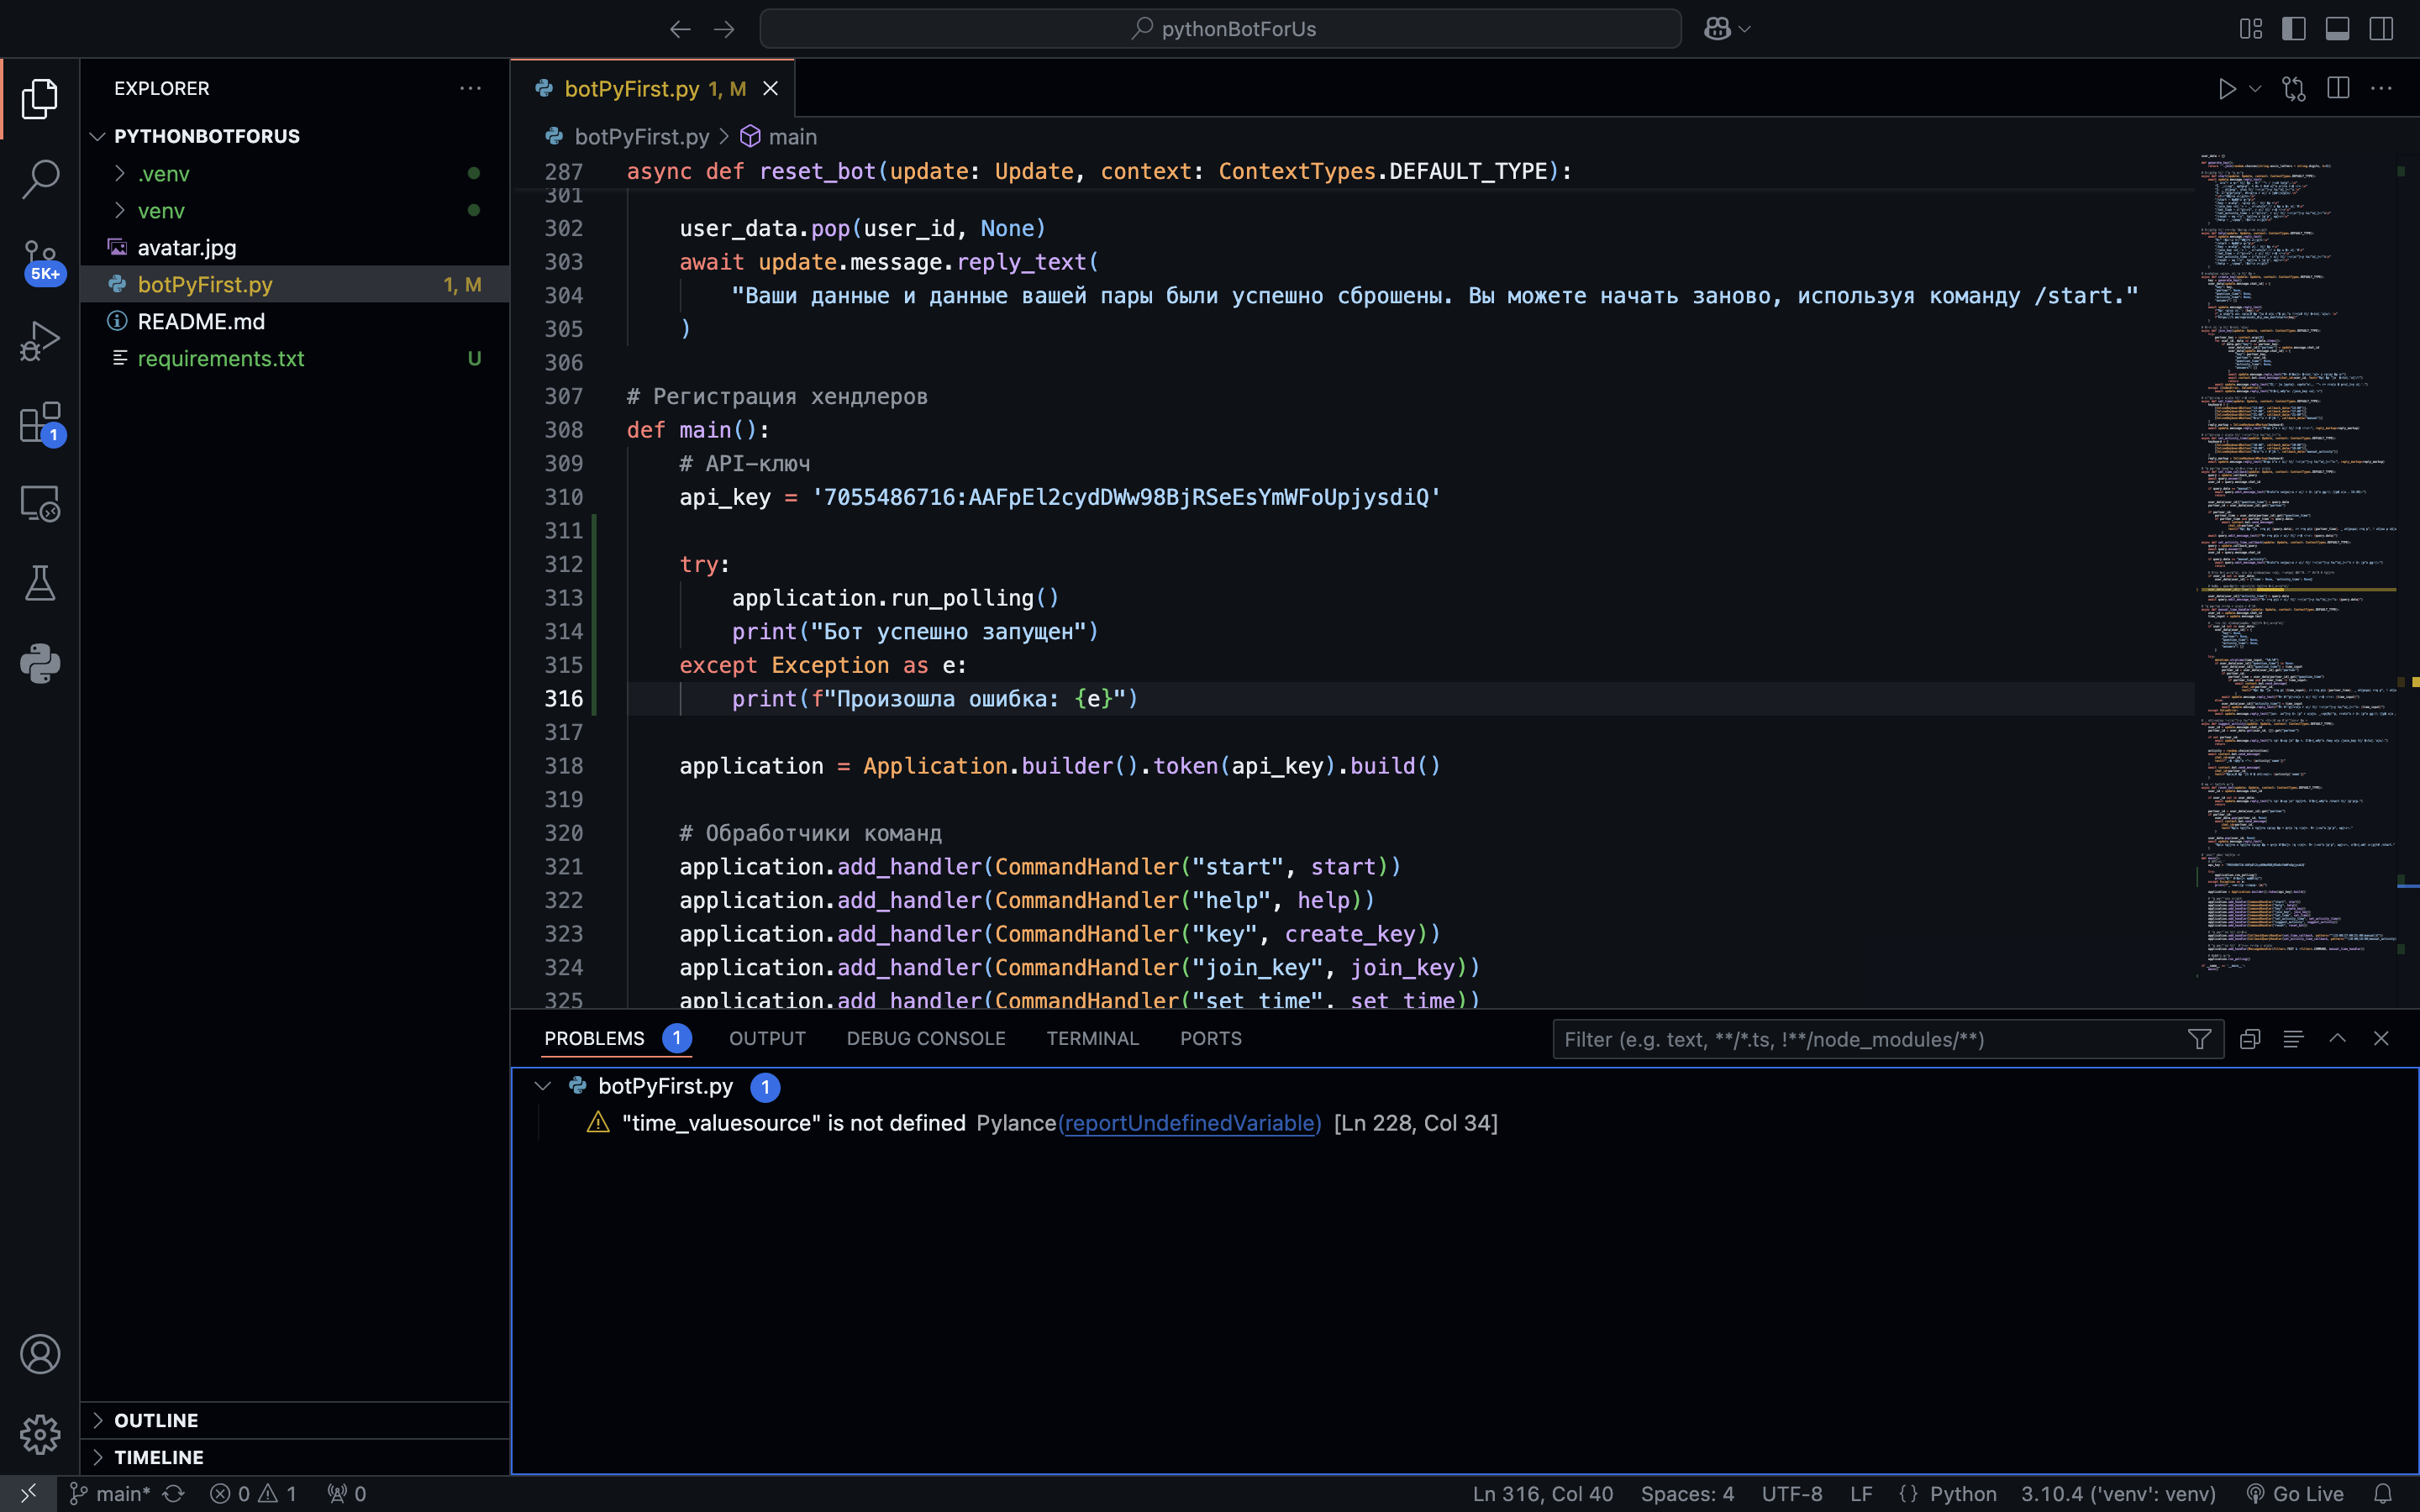 pythonBotForUs
EXPLORER
PYTHONBOTFORUS
.venv
venv
avatar.jpg
botPyFirst.py 1, M
README.md
requirements.txt U
5K+
1
OUTLINE
TIMELINE
botPyFirst.py 1, M
botPyFirst.py > main
287 async def reset_bot(update: Update, context: ContextTypes.DEFAULT_TYPE):
301
302 user_data.pop(user_id, None)
303 await update.message.reply_text(
304 "Ваши данные и данные вашей пары были успешно сброшены. Вы можете начать заново, используя команду /start."
305 )
306
307 # Регистрация хендлеров
308 def main():
309 # API-ключ
310 api_key = '7055486716:AAFpEl2cydDWw98BjRSeEsYmWFoUpjysdiQ'
311
312 try:
313 application.run_polling()
314 print("Бот успешно запущен")
315 except Exception as e:
316 print(f"Произошла ошибка: {e}")
317
318 application = Application.builder().token(api_key).build()
319
320 # Обработчики команд
321 application.add_handler(CommandHandler("start", start))
322 application.add_handler(CommandHandler("help", help))
323 application.add_handler(CommandHandler("key", create_key))
324 application.add_handler(CommandHandler("join_key", join_key))
325 application.add_handler(CommandHandler("set_time", set_time))
PROBLEMS 1 OUTPUT DEBUG CONSOLE TERMINAL PORTS Filter (e.g. text, **/*.ts, !**/node_modules/**)
botPyFirst.py 1
"time_valuesource" is not defined Pylance(reportUndefinedVariable) [Ln 228, Col 34]
main* 0 1 0 Ln 316, Col 40 Spaces: 4 UTF-8 LF {} Python 3.10.4 ('venv': venv) Go Live